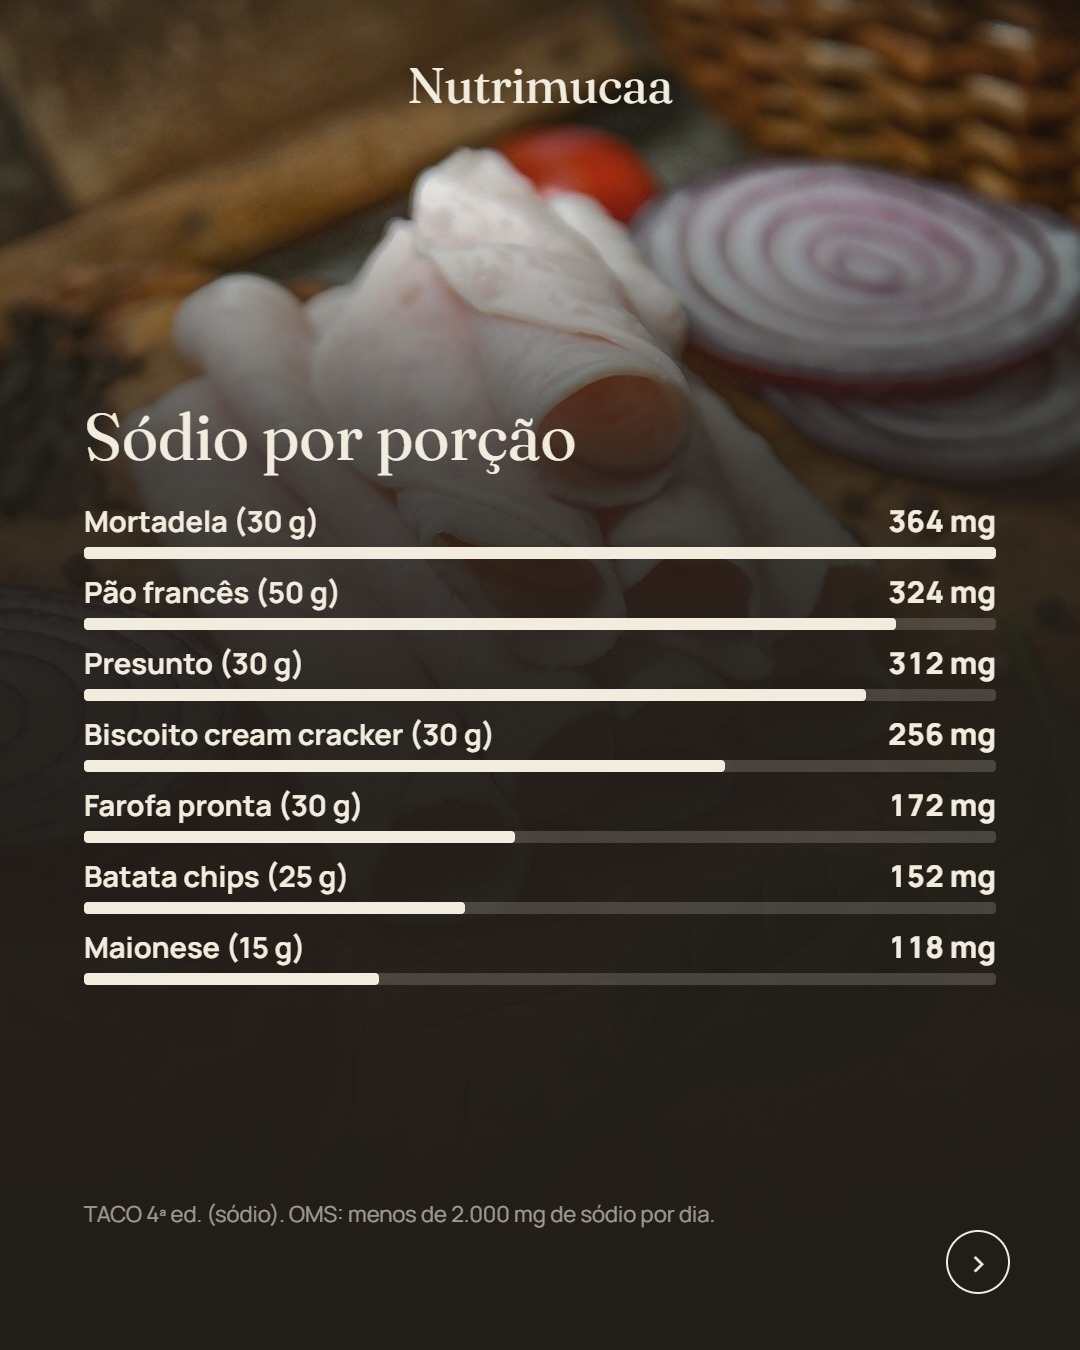 Nutrimucaa
Sódio por porção
Mortadela (30 g) 364 mg
Pão francês (50 g) 324 mg
Presunto (30 g) 312 mg
Biscoito cream cracker (30 g) 256 mg
Farofa pronta (30 g) 172 mg
Batata chips (25 g) 152 mg
Maionese (15 g) 118 mg
TACO 4ª ed. (sódio). OMS: menos de 2.000 mg de sódio por dia.